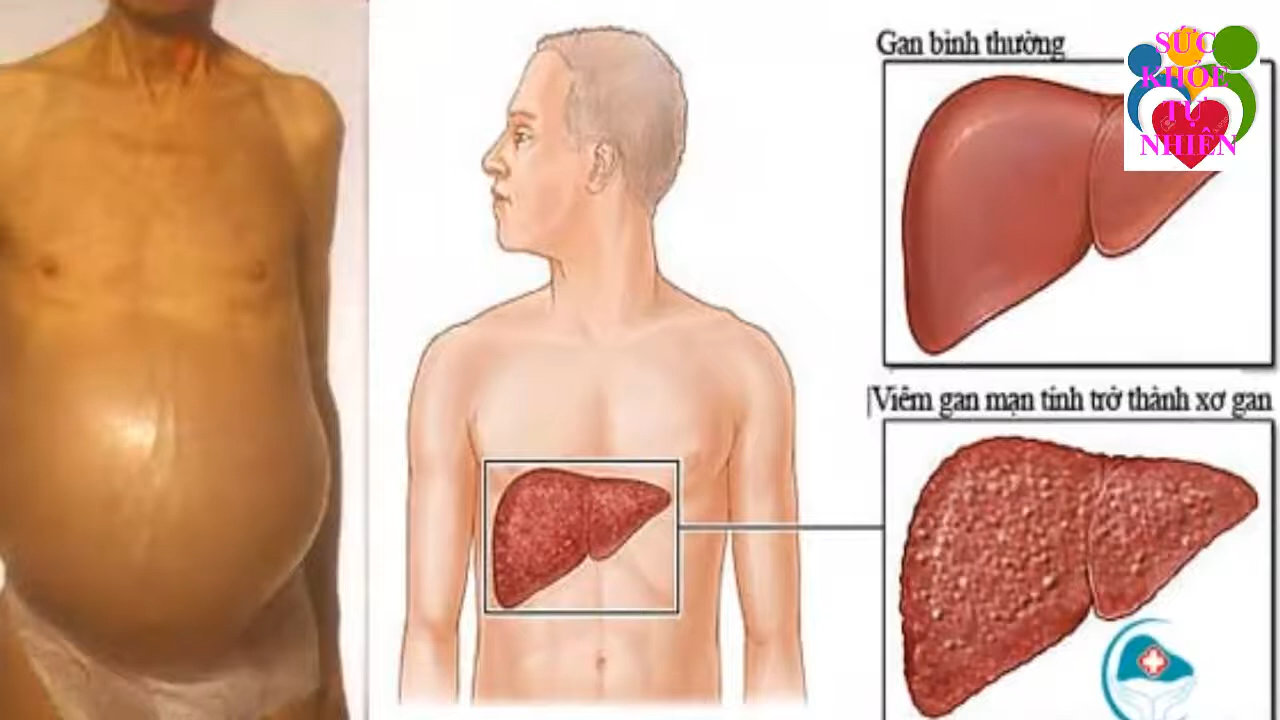 Gan bình thường
SỨC
KHỎE
TỰ
NHIÊN
Viêm gan mạn tính trở thành xơ gan